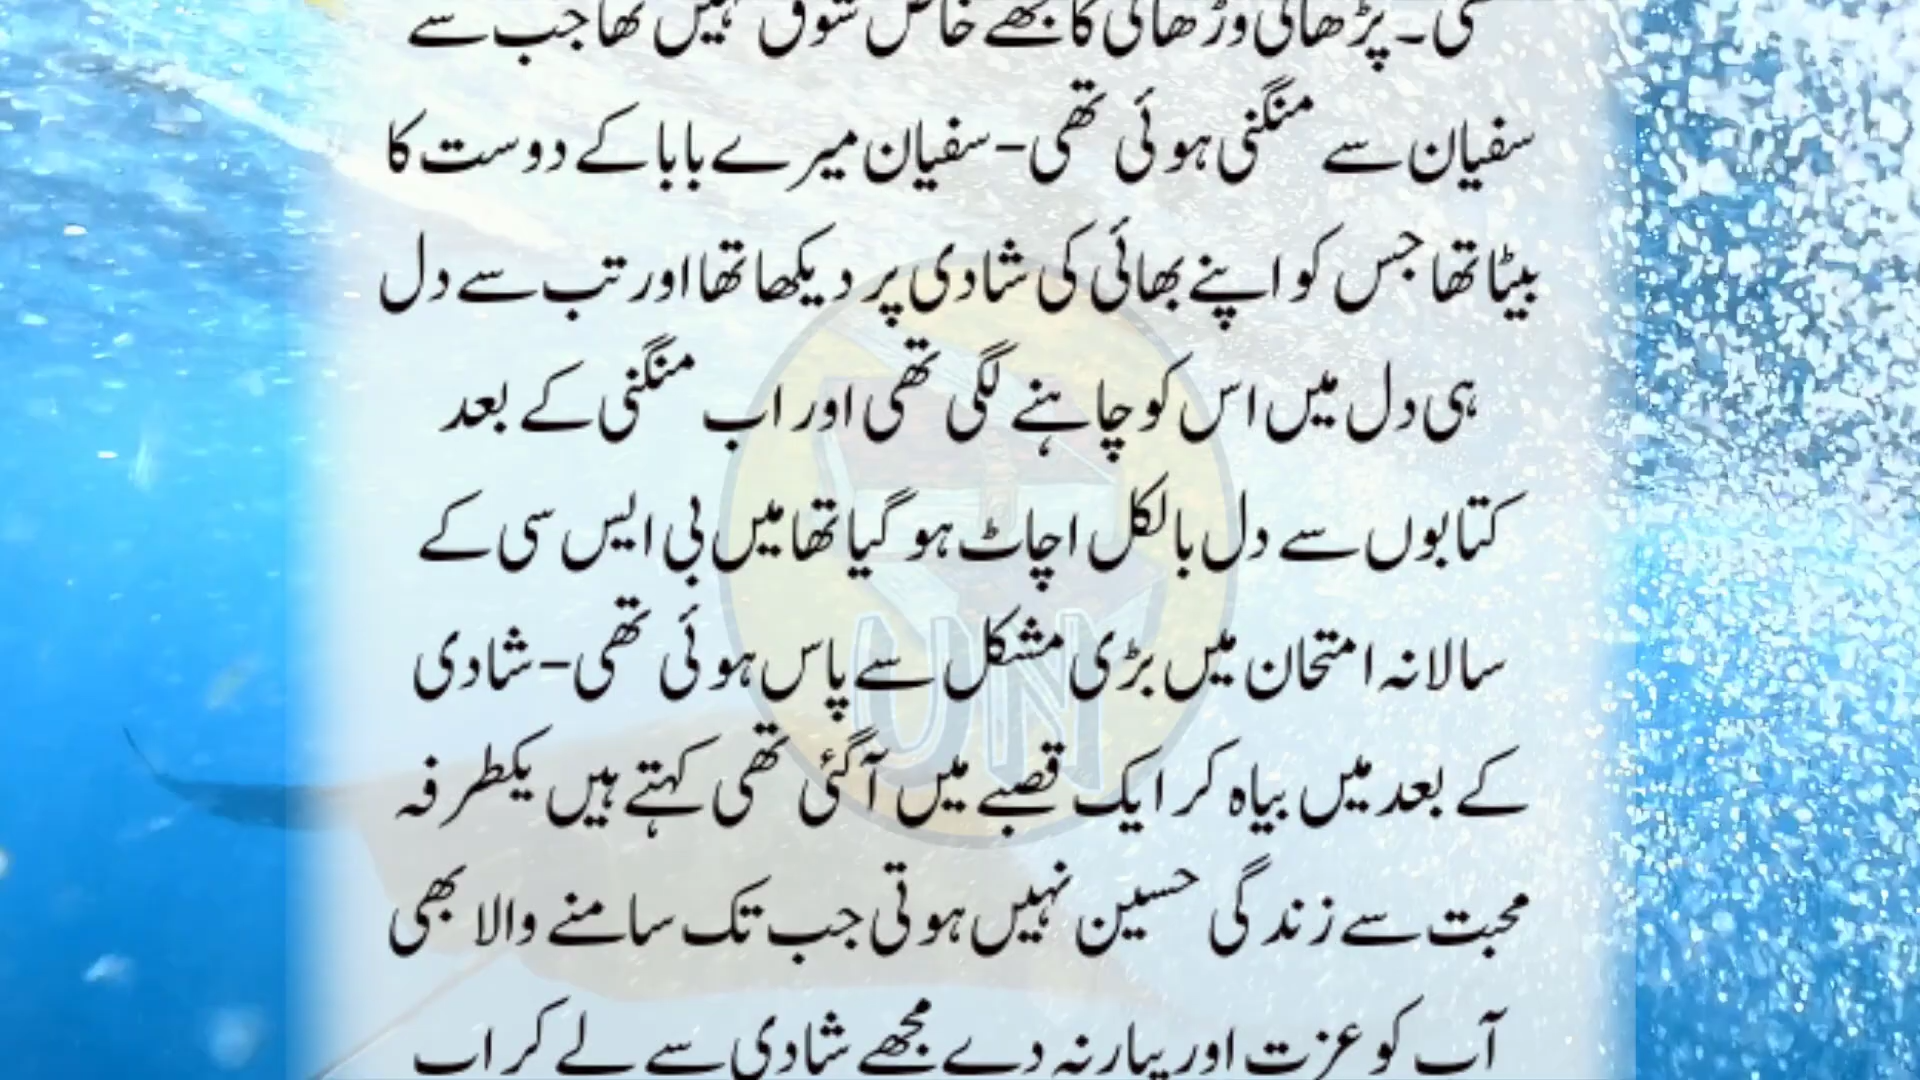 تھی۔ پڑھائی وڑھائی کا مجھے خاص شوق نہیں تھا جب سے
سفیان سے منگنی ہوئی تھی-سفیان میرے بابا کے دوست کا
بیٹا تھا جس کو اپنے بھائی کی شادی پر دیکھا تھا اور تب سے دل
ہی دل میں اس کو چاہنے لگی تھی اور اب منگنی کے بعد
کتابوں سے دل بالکل اچاٹ ہو گیا تھا میں بی ایس سی کے
سالانہ امتحان میں بڑی مشکل سے پاس ہوئی تھی-شادی
کے بعد میں بیاہ کر ایک قصبے میں آ گئی تھی کہتے ہیں یکطرفہ
محبت سے زندگی حسین نہیں ہوتی جب تک سامنے والا بھی
آپ کو عزت اور پیار نہ دے مجھے شادی سے لے کر اب
UN